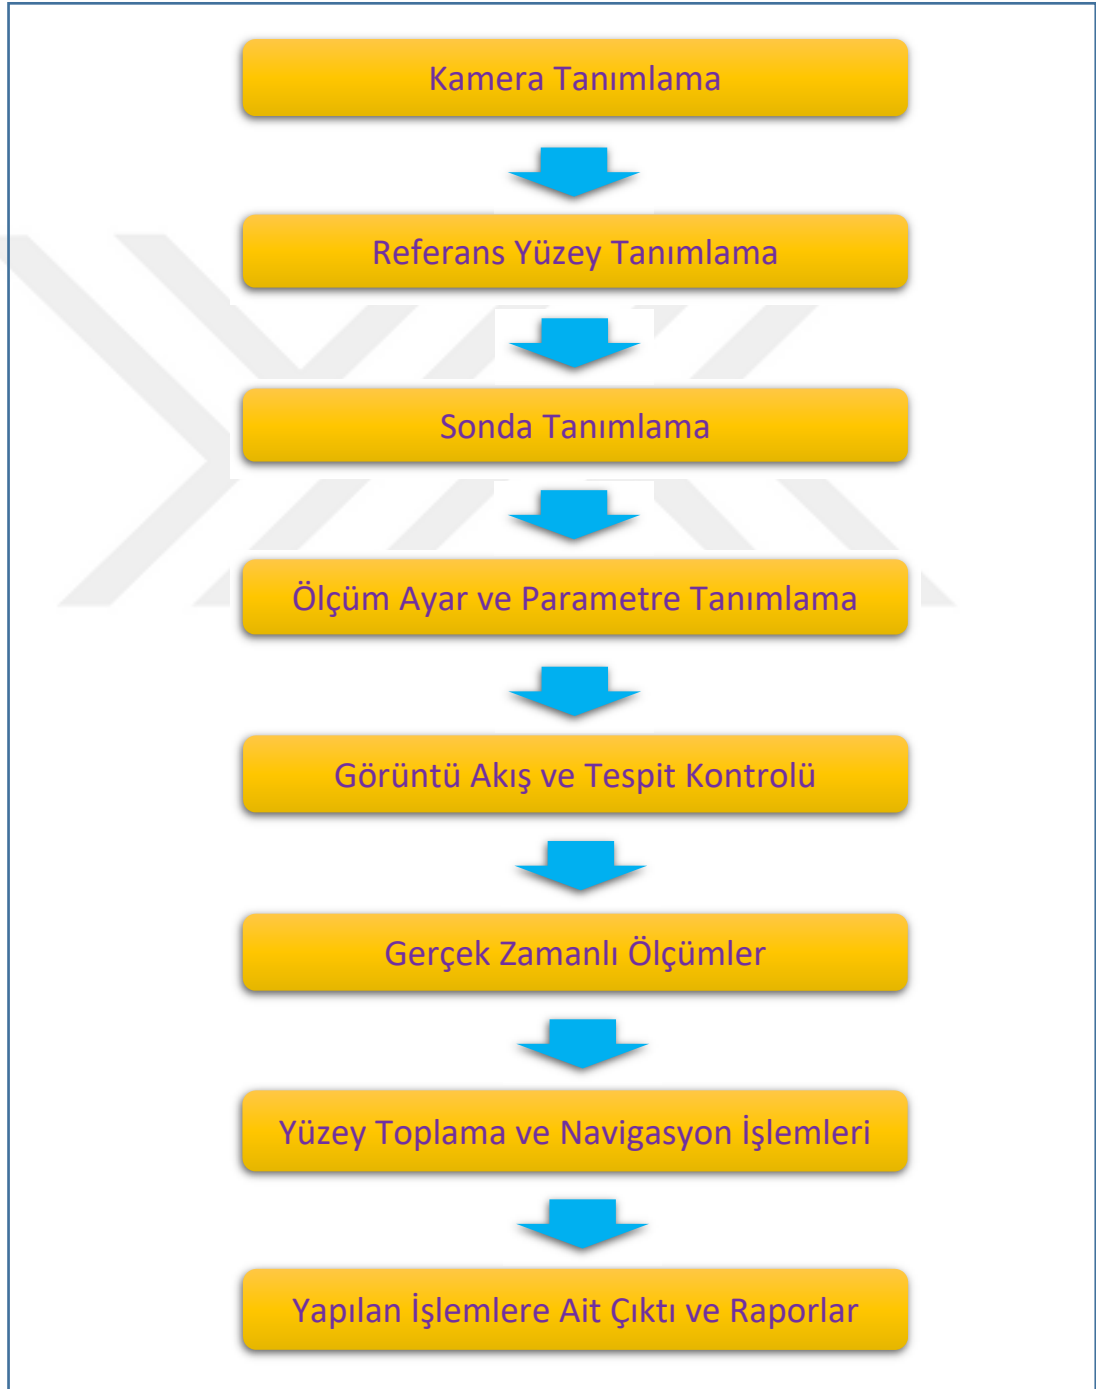 Kamera Tanımlama
Referans Yüzey Tanımlama
Sonda Tanımlama
Ölçüm Ayar ve Parametre Tanımlama
Görüntü Akış ve Tespit Kontrolü
Gerçek Zamanlı Ölçümler
Yüzey Toplama ve Navigasyon İşlemleri
Yapılan İşlemlere Ait Çıktı ve Raporlar